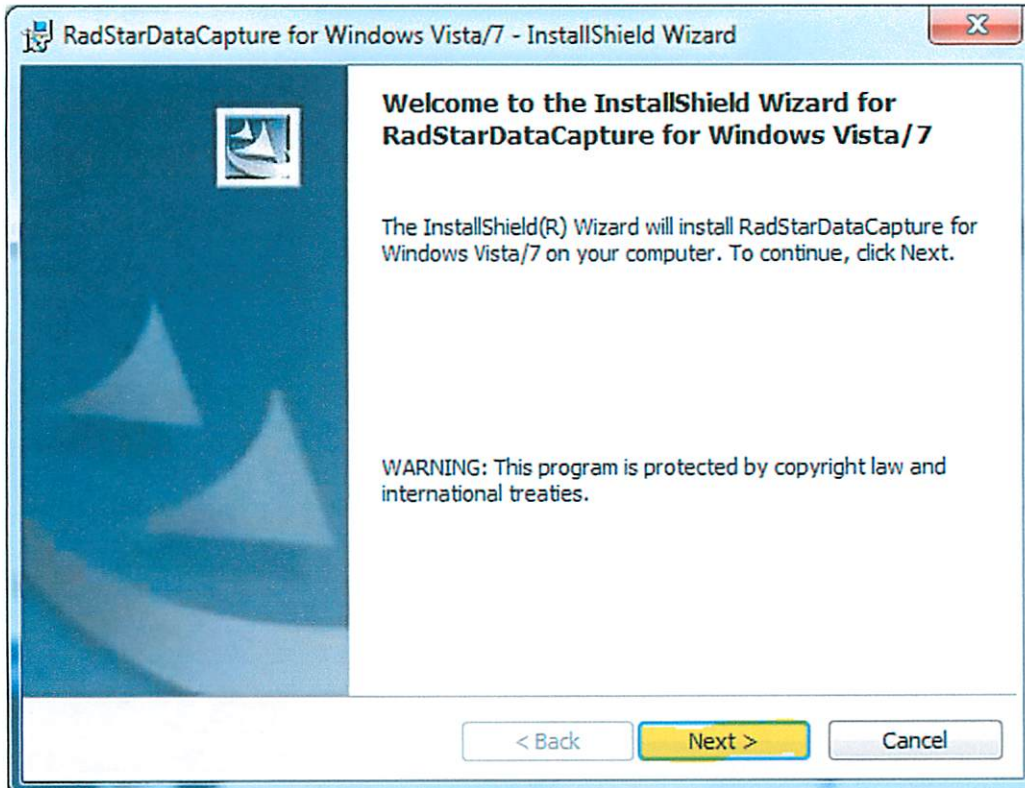 RadStarDataCapture for Windows Vista/7 - InstallShield Wizard
X
Welcome to the InstallShield Wizard for
RadStarDataCapture for Windows Vista/7
The InstallShield(R) Wizard will install RadStarDataCapture for
Windows Vista/7 on your computer. To continue, click Next.
WARNING: This program is protected by copyright law and
international treaties.
< Back Next > Cancel